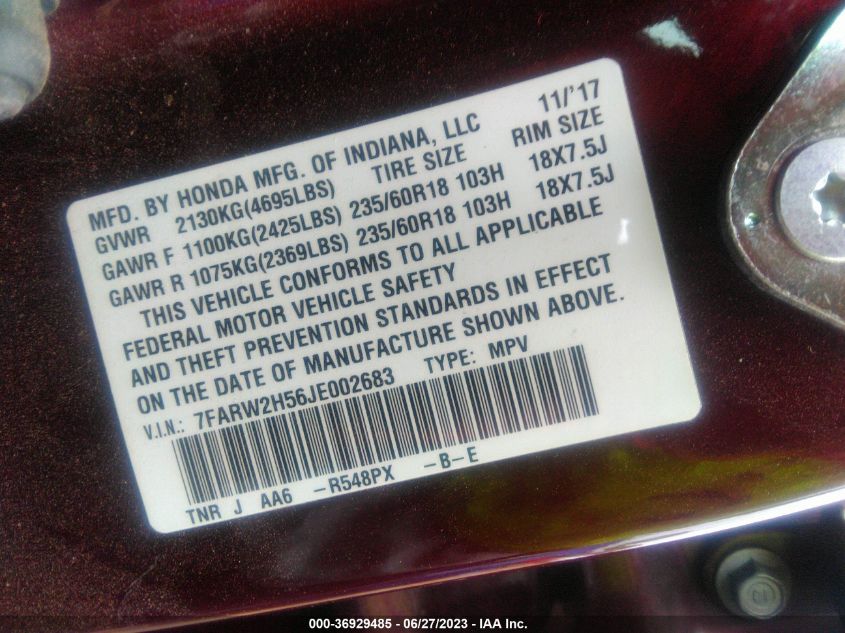 MFD. BY HONDA MFG. OF INDIANA, LLC 11/'17
GVWR 2130KG(4695LBS) TIRE SIZE RIM SIZE
GAWR F 1100KG(2425LBS) 235/60R18 103H 18X7.5J
GAWR R 1075KG(2369LBS) 235/60R18 103H 18X7.5J
THIS VEHICLE CONFORMS TO ALL APPLICABLE
FEDERAL MOTOR VEHICLE SAFETY
AND THEFT PREVENTION STANDARDS IN EFFECT
ON THE DATE OF MANUFACTURE SHOWN ABOVE.
V.I.N.: 7FARW2H56JE002683 TYPE: MPV
TNR J AA6 -R548PX -B-E
000-36929485 - 06/27/2023 - IAA Inc.